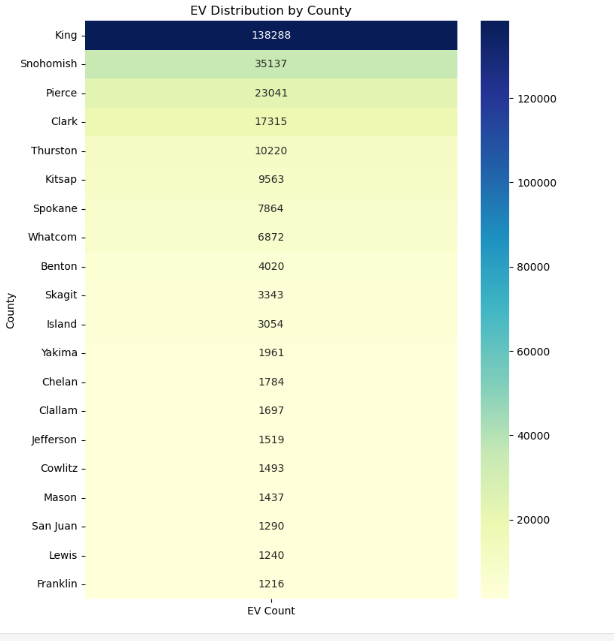 EV Distribution by County
King 138288
Snohomish 35137
Pierce 23041
Clark 17315
Thurston 10220
Kitsap 9563
Spokane 7864
Whatcom 6872
Benton 4020
Skagit 3343
Island 3054
Yakima 1961
Chelan 1784
Clallam 1697
Jefferson 1519
Cowlitz 1493
Mason 1437
San Juan 1290
Lewis 1240
Franklin 1216
County
EV Count
120000
100000
80000
60000
40000
20000